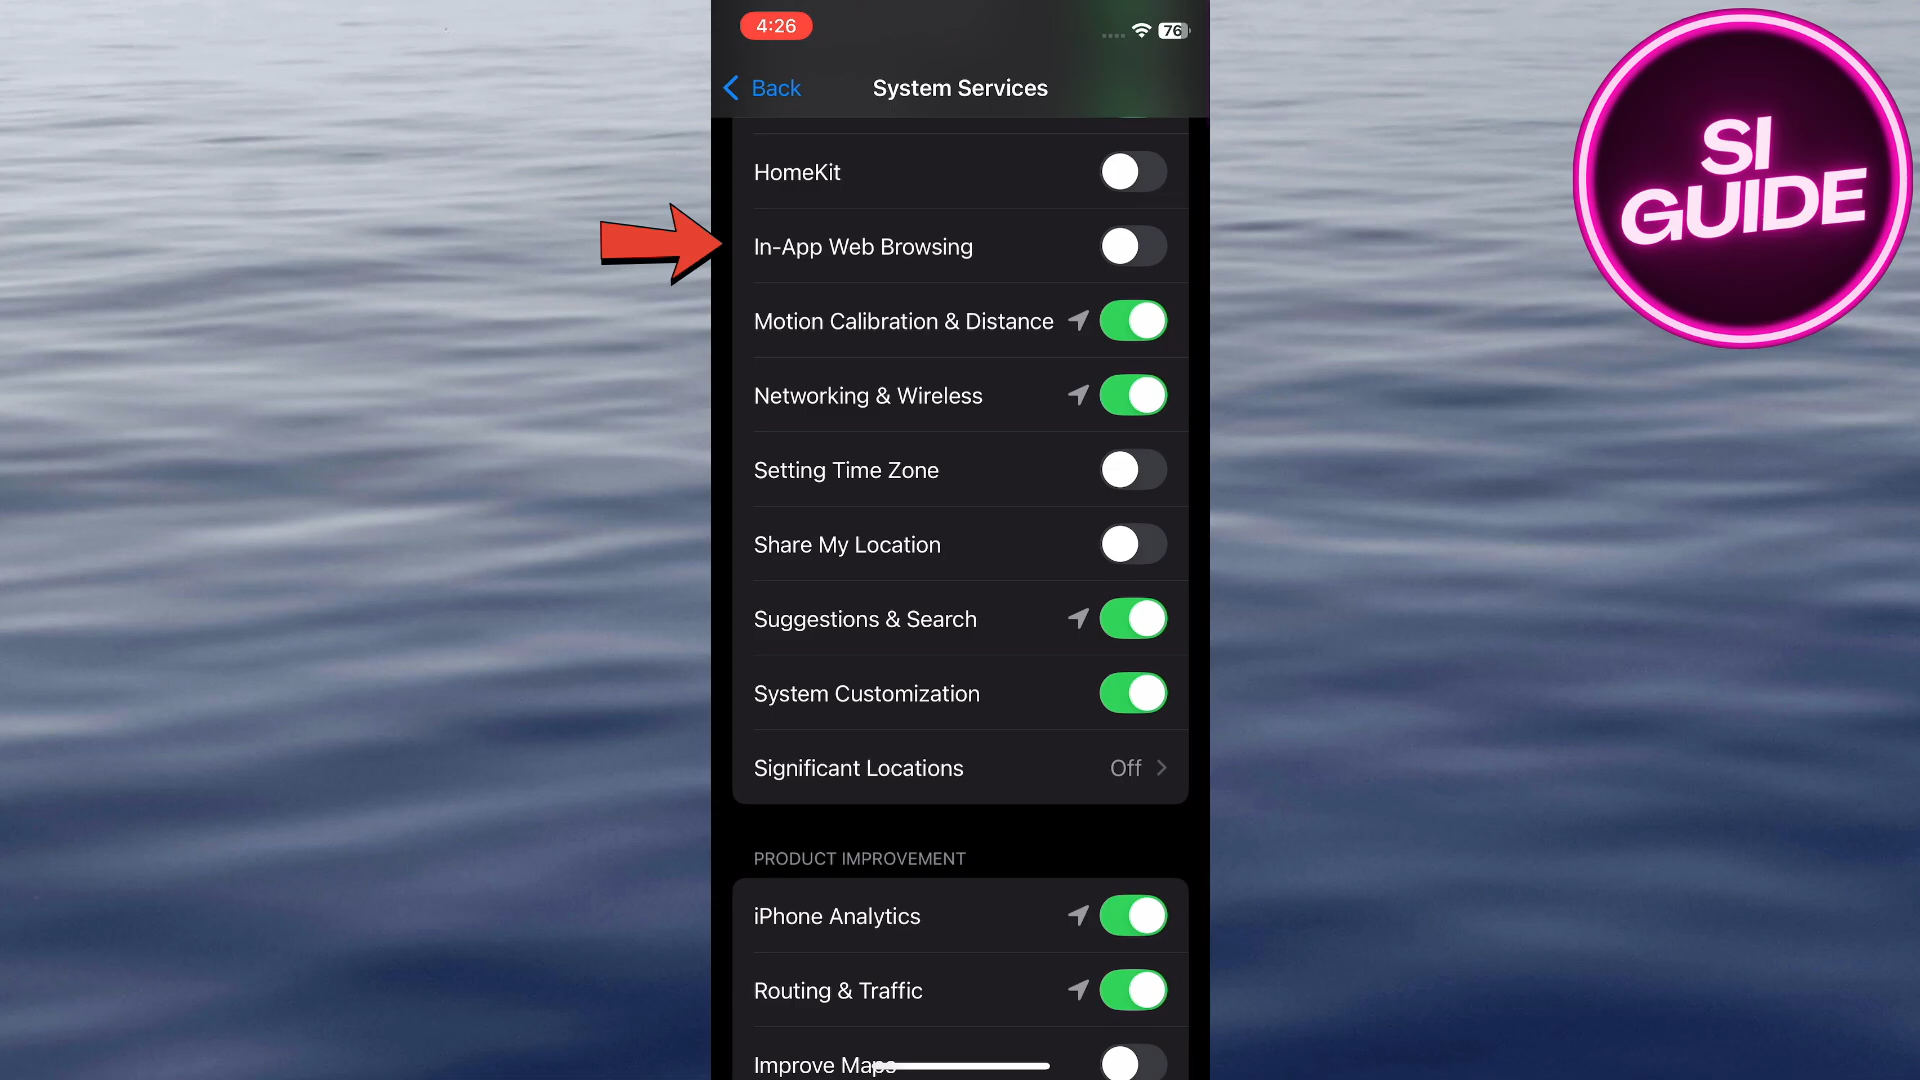 4:26
76
Back
System Services
HomeKit
In-App Web Browsing
Motion Calibration & Distance
Networking & Wireless
Setting Time Zone
Share My Location
Suggestions & Search
System Customization
Significant Locations Off
PRODUCT IMPROVEMENT
iPhone Analytics
Routing & Traffic
Improve Maps
SI
GUIDE